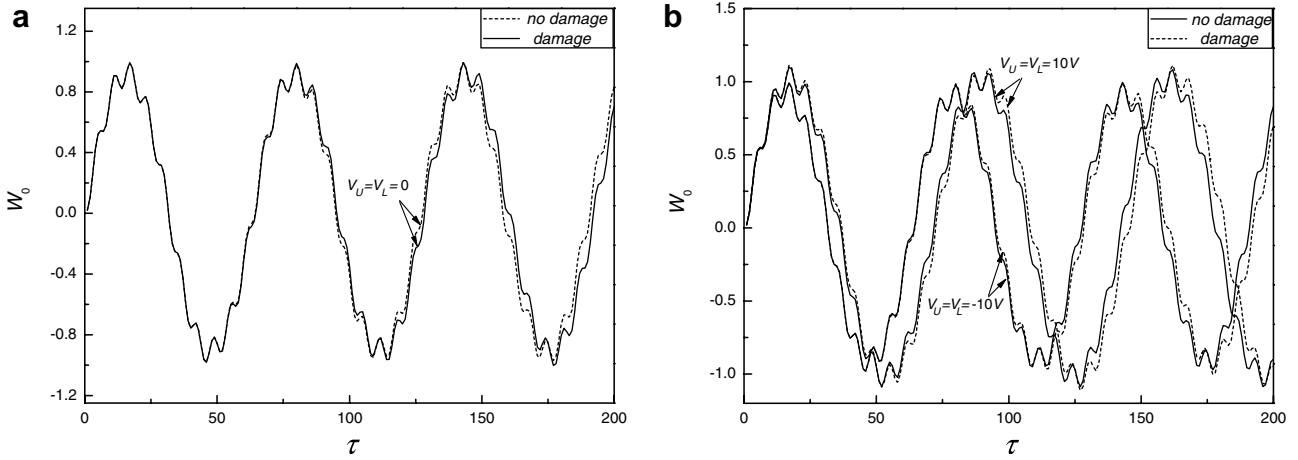 a
no damage
damage
1.2
0.8
0.4
0.0
-0.4
-0.8
-1.2
W₀
V_U=V_L=0
0
50
100
150
200
τ
b
no damage
damage
1.5
1.0
0.5
0.0
-0.5
-1.0
W₀
V_U=V_L=10V
V_U=V_L=-10V
0
50
100
150
200
τ